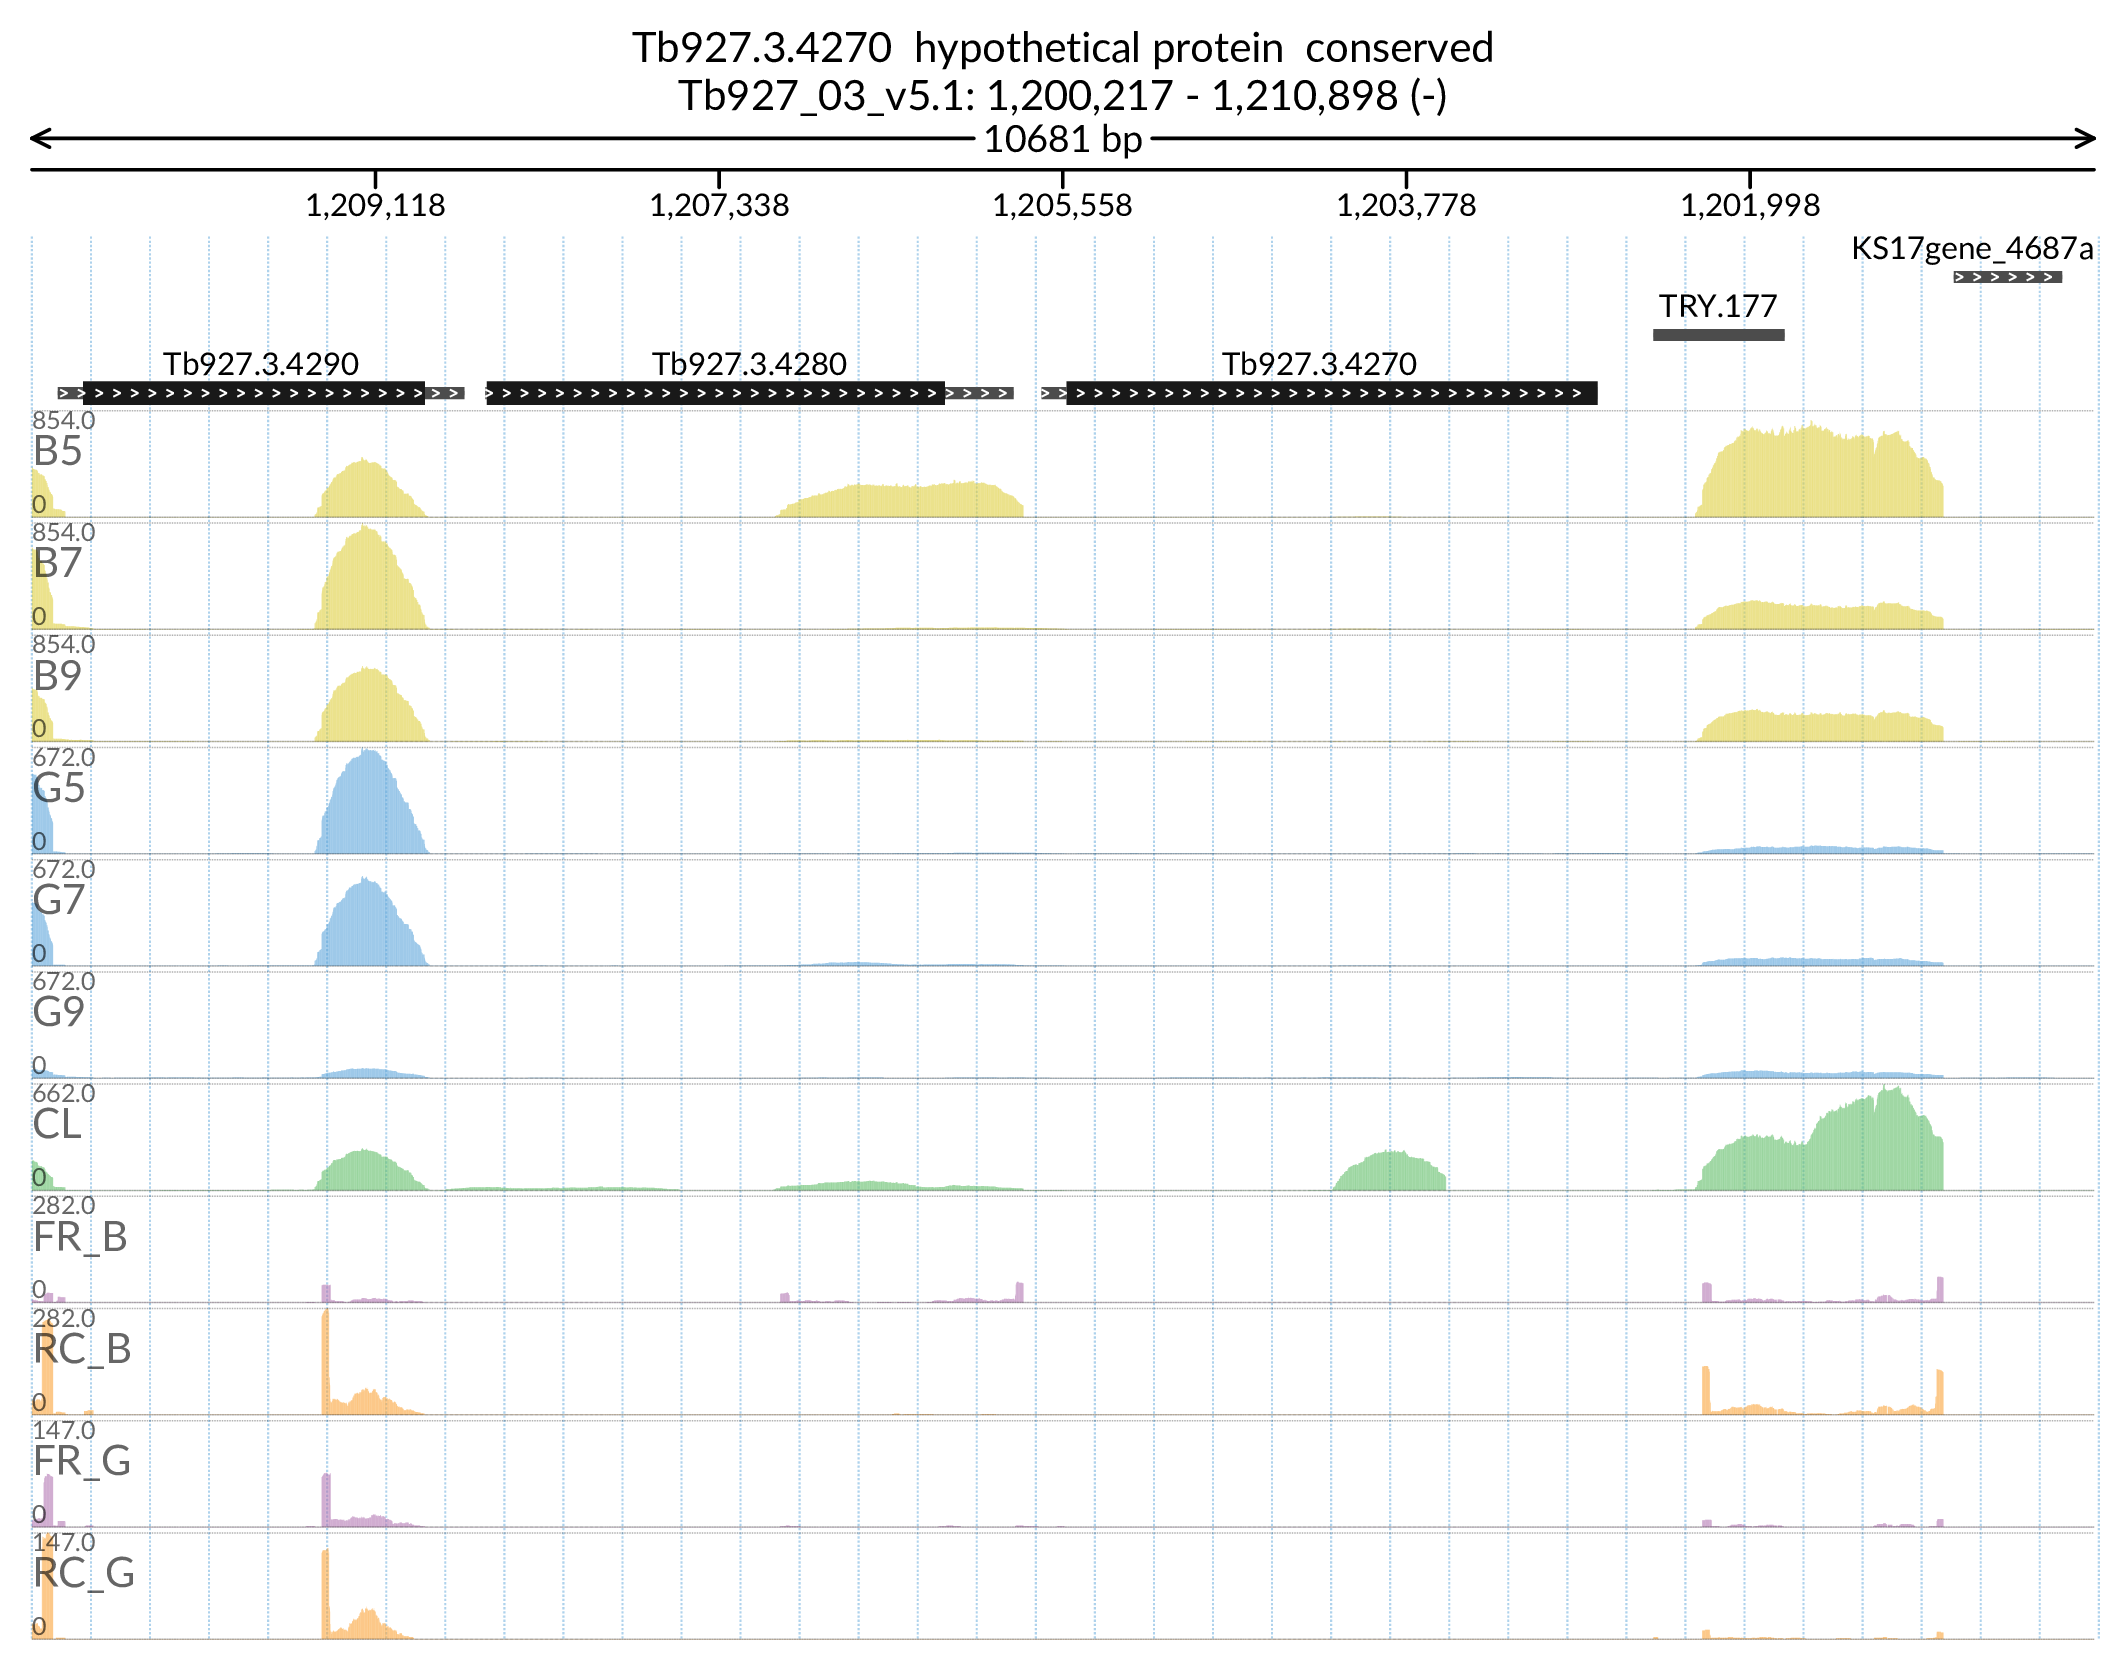 Tb927.3.4270  hypothetical protein  conserved
Tb927_03_v5.1: 1,200,217 - 1,210,898 (-)
10681 bp
1,209,118 1,207,338 1,205,558 1,203,778 1,201,998
KS17gene_4687a
TRY.177
Tb927.3.4290 Tb927.3.4280 Tb927.3.4270
854.0
B5
0
854.0
B7
0
854.0
B9
0
672.0
G5
0
672.0
G7
0
672.0
G9
0
662.0
CL
0
282.0
FR_B
0
282.0
RC_B
0
147.0
FR_G
0
147.0
RC_G
0